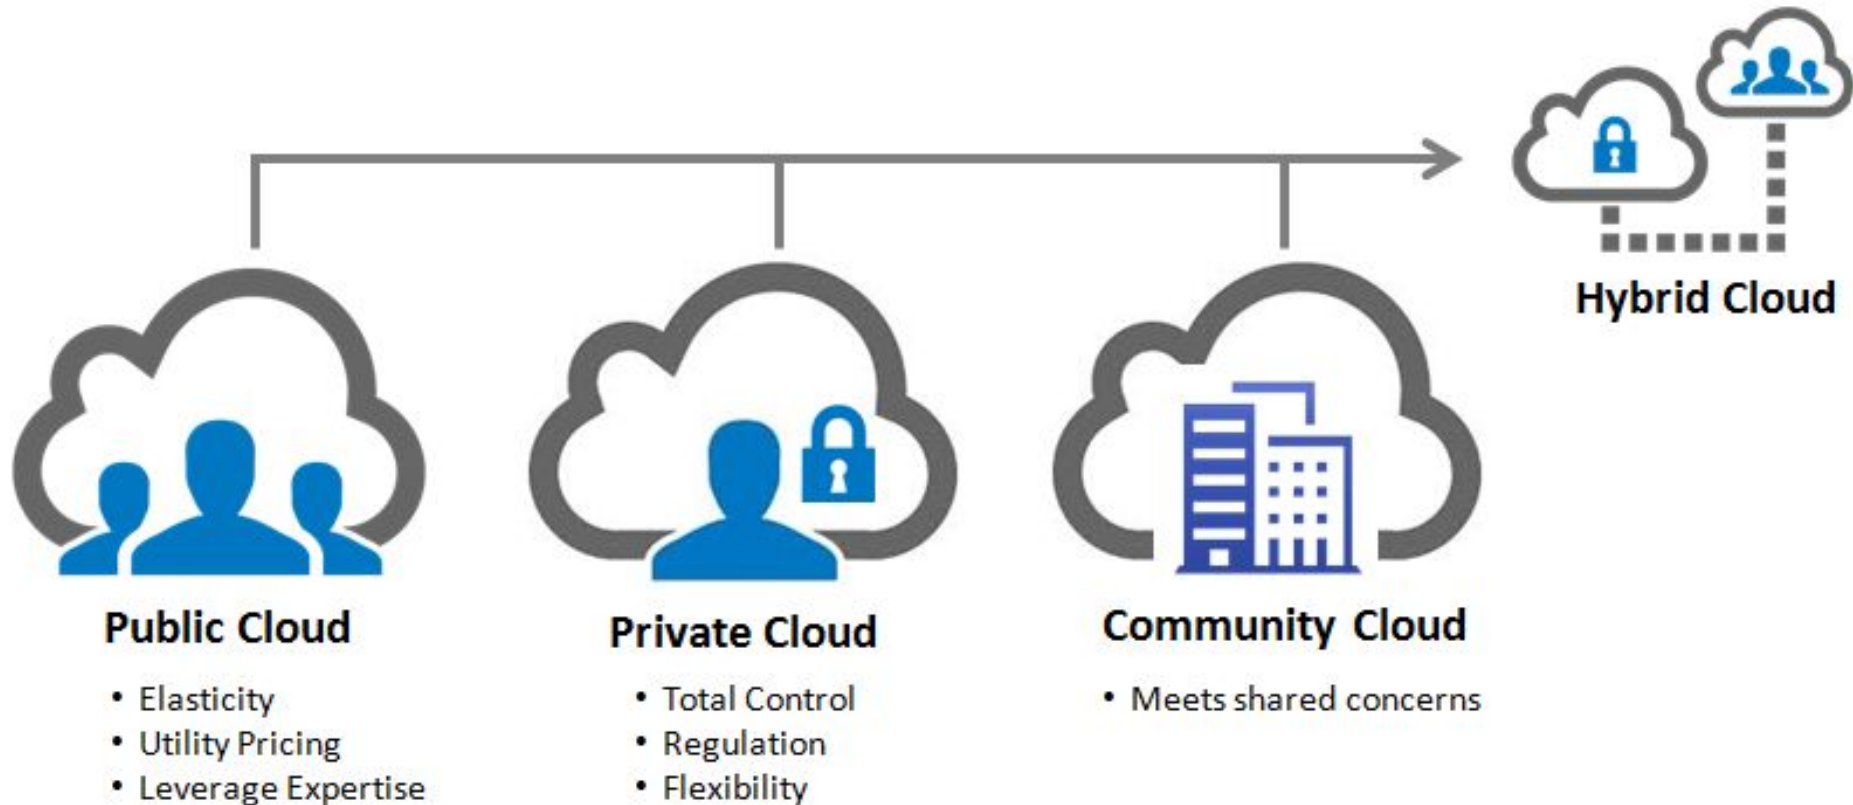 Hybrid Cloud
Public Cloud
• Elasticity
• Utility Pricing
• Leverage Expertise
Private Cloud
• Total Control
• Regulation
• Flexibility
Community Cloud
• Meets shared concerns